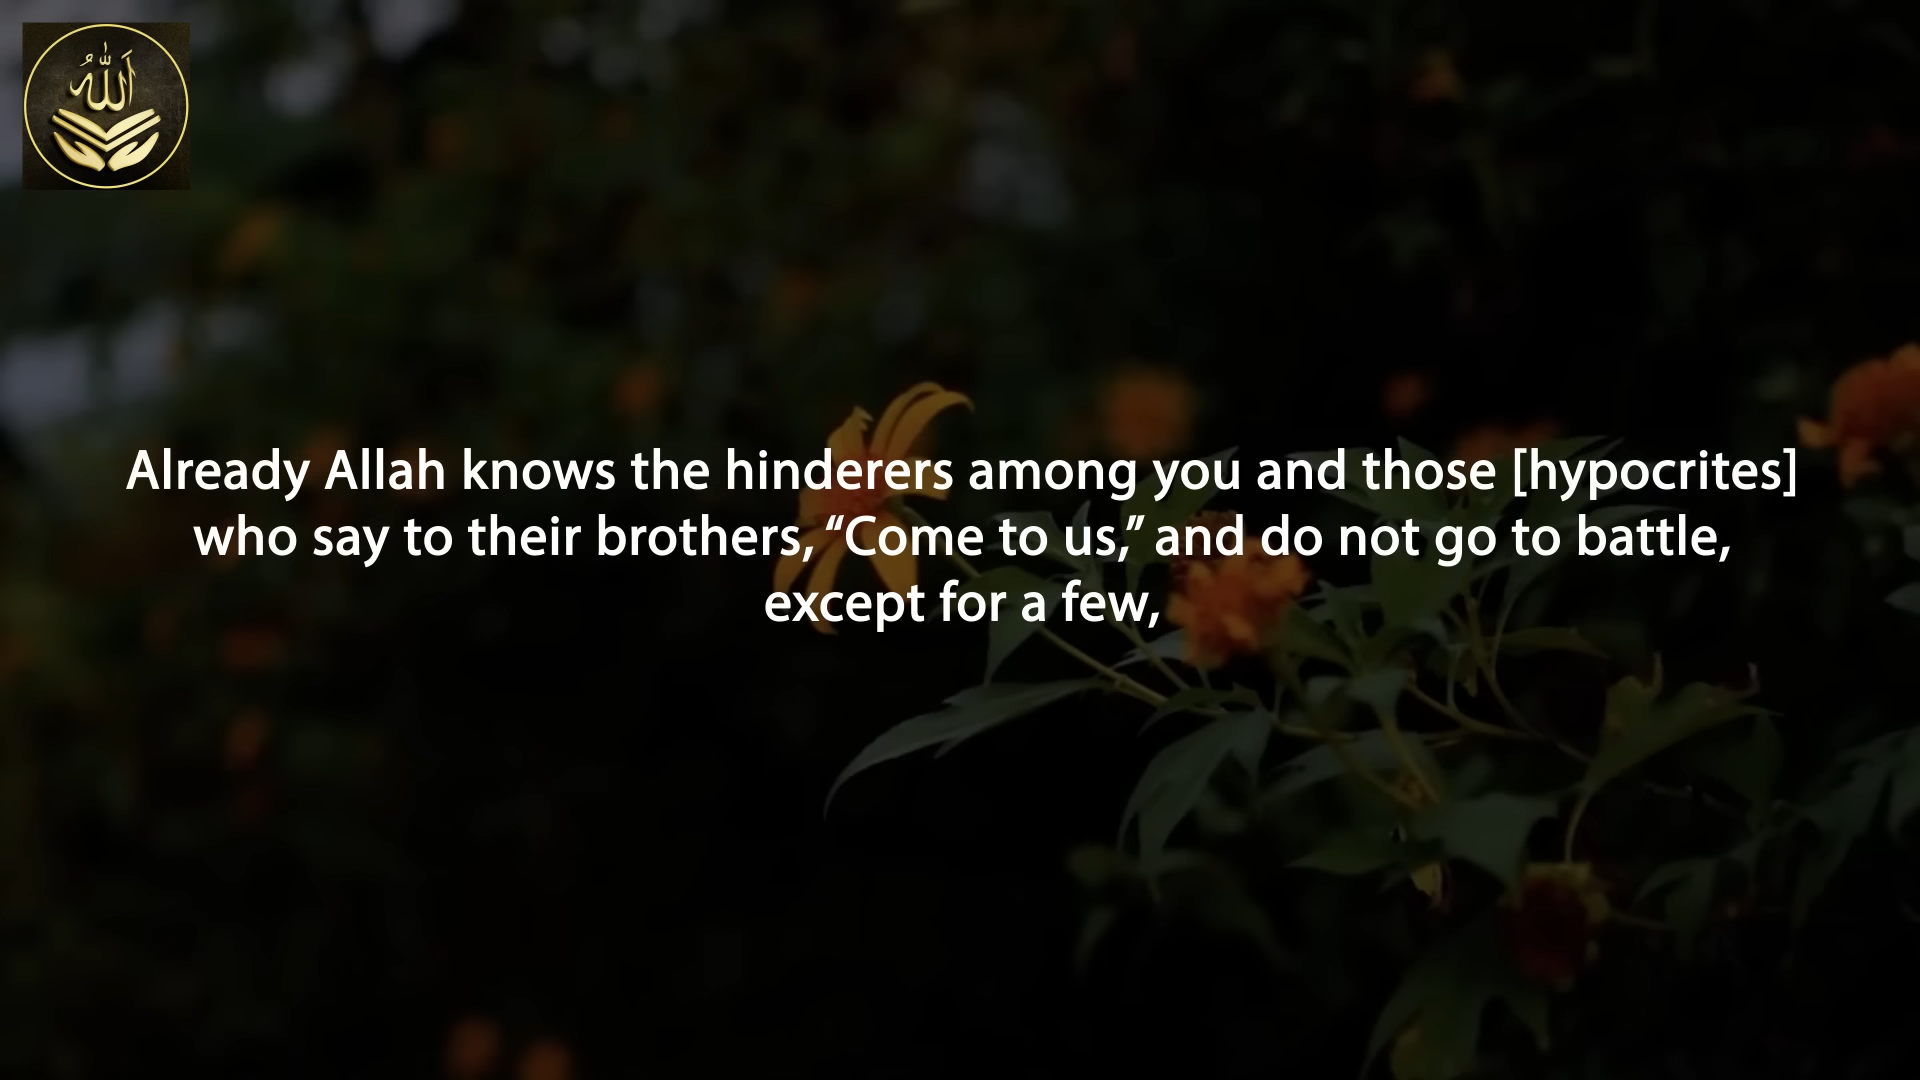 اَللّٰهُ
Already Allah knows the hinderers among you and those [hypocrites]
who say to their brothers, “Come to us,” and do not go to battle,
except for a few,